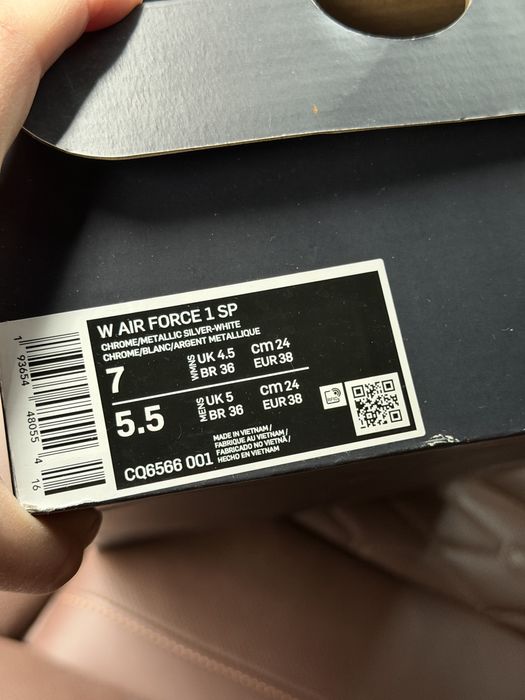 W AIR FORCE 1 SP
CHROME/METALLIC SILVER-WHITE
CHROME/BLANC/ARGENT METALLIQUE
7
WMNS
UK 4.5
BR 36
cm 24
EUR 38
5.5
MENS
UK 5
BR 36
cm 24
EUR 38
MADE IN VIETNAM /
FABRIQUE AU VIETNAM /
FABRICADO NO VIETNÃ /
HECHO EN VIETNAM
CQ6566 001
1 93654 48055 4 16